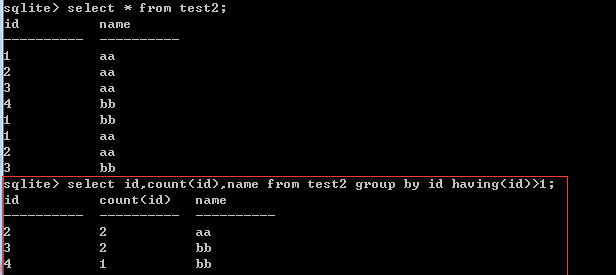 sqlite> select * from test2;
id name
---------- ----------
1 aa
2 aa
3 aa
4 bb
1 bb
1 aa
2 aa
3 bb
sqlite> select id,count(id),name from test2 group by id having(id)>1;
id count(id) name
---------- ---------- ----------
2 2 aa
3 2 bb
4 1 bb